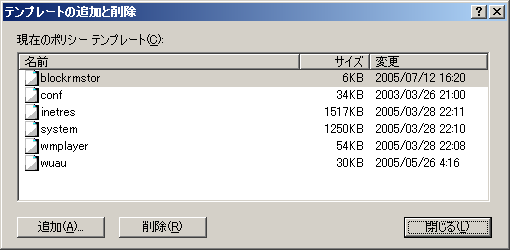 テンプレートの追加と削除
現在のポリシー テンプレート(C):
名前 サイズ 変更
blockrmstor 6KB 2005/07/12 16:20
conf 34KB 2003/03/26 21:00
inetres 1517KB 2005/03/28 22:11
system 1250KB 2005/03/28 22:10
wmplayer 54KB 2005/03/28 22:08
wuau 30KB 2005/05/26 4:16
追加(A)... 削除(R) 閉じる(L)